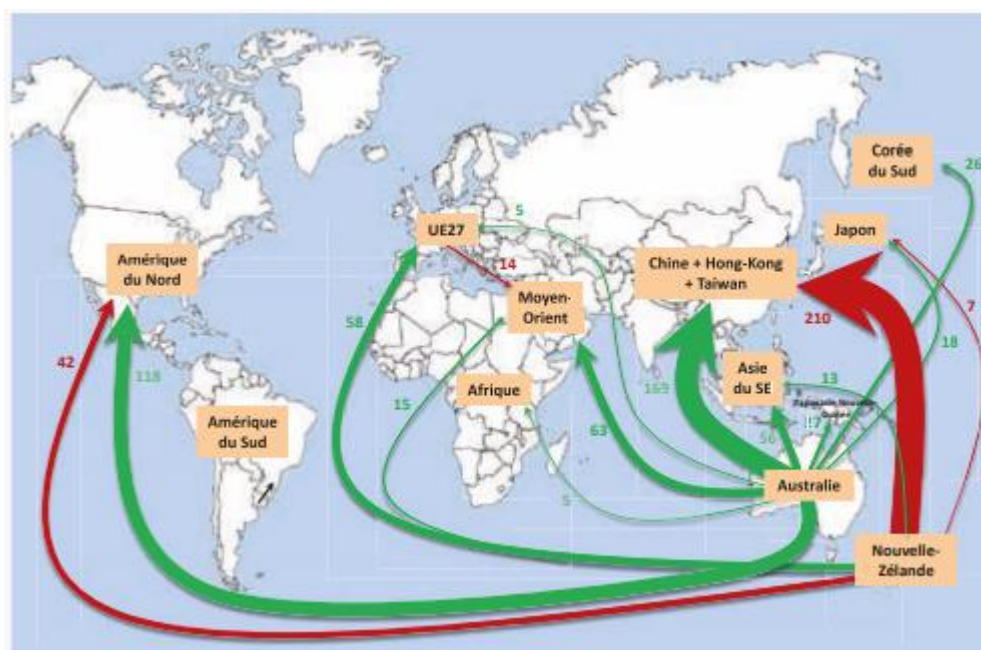 Corée
du Sud
26
UE27
5
Japon
Amérique
du Nord
14
Chine + Hong-Kong
+ Taïwan
Moyen-
Orient
58
210
7
42
118
18
Asie
du SE
13
169
Afrique
15
Amérique
du Sud
63
56
5
Australie
Nouvelle-
Zélande